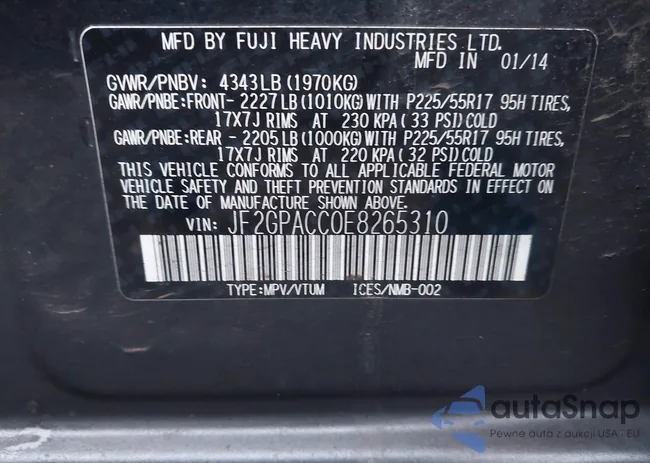 MFD BY FUJI HEAVY INDUSTRIES LTD.
MFD IN 01/14
GVWR/PNBV: 4343LB(1970KG)
GAWR/PNBE:FRONT- 2227LB(1010KG)WITH P225/55R17 95H TIRES,
17X7J RIMS AT 230 KPA( 33 PSI)COLD
GAWR/PNBE:REAR - 2205LB(1000KG)WITH P225/55R17 95H TIRES,
17X7J RIMS AT 220 KPA( 32 PSI)COLD
THIS VEHICLE CONFORMS TO ALL APPLICABLE FEDERAL MOTOR
VEHICLE SAFETY AND THEFT PREVENTION STANDARDS IN EFFECT ON
THE DATE OF MANUFACTURE SHOWN ABOVE.
VIN: JF2GPACC0E8265310
TYPE:MPV/VTUM ICES/NMB-002
autoSnap
Pewne auta z aukcji USA - EU